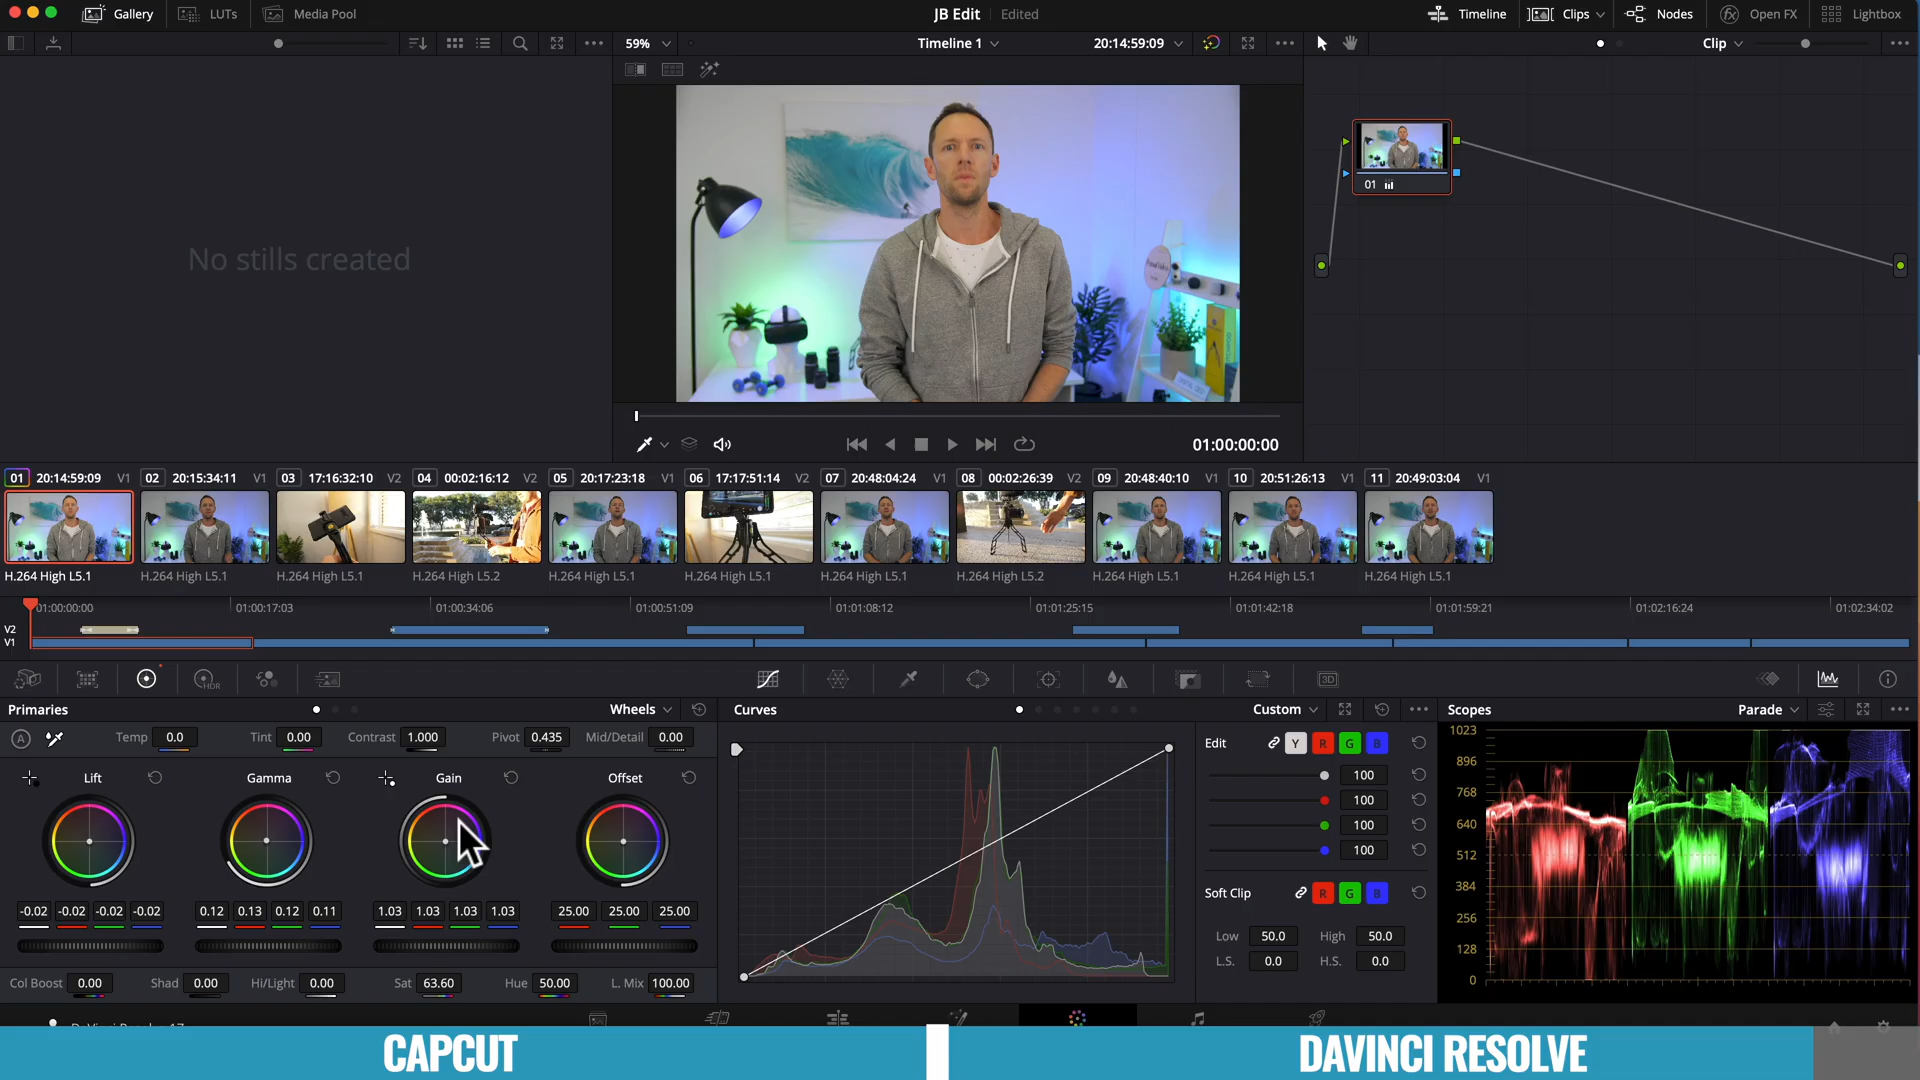 Gallery LUTs Media Pool JB Edit Edited Timeline Clips Nodes Open FX Lightbox
59% Timeline 1 20:14:59:09 Clip
No stills created
01
01:00:00:00
01 20:14:59:09 V1 02 20:15:34:11 V1 03 17:16:32:10 V2 04 00:02:16:12 V2 05 20:17:23:18 V1 06 17:17:51:14 V2 07 20:48:04:24 V1 08 00:02:26:39 V2 09 20:48:40:10 V1 10 20:51:26:13 V1 11 20:49:03:04 V1
H.264 High L5.1 H.264 High L5.1 H.264 High L5.1 H.264 High L5.2 H.264 High L5.1 H.264 High L5.1 H.264 High L5.1 H.264 High L5.2 H.264 High L5.1 H.264 High L5.1 H.264 High L5.1
01:00:00:00 01:00:17:03 01:00:34:06 01:00:51:09 01:01:08:12 01:01:25:15 01:01:42:18 01:01:59:21 01:02:16:24 01:02:34:02
V2
V1
HDR 3D
Primaries Wheels Curves Custom Scopes Parade
A Temp 0.0 Tint 0.00 Contrast 1.000 Pivot 0.435 Mid/Detail 0.00
Lift Gamma Gain Offset
-0.02 -0.02 -0.02 -0.02 0.12 0.13 0.12 0.11 1.03 1.03 1.03 1.03 25.00 25.00 25.00
Col Boost 0.00 Shad 0.00 Hi/Light 0.00 Sat 63.60 Hue 50.00 L. Mix 100.00
Edit Y R G B
100
100
100
100
Soft Clip R G B
Low 50.0 High 50.0
L.S. 0.0 H.S. 0.0
1023
896
768
640
512
384
256
128
0
CAPCUT DAVINCI RESOLVE